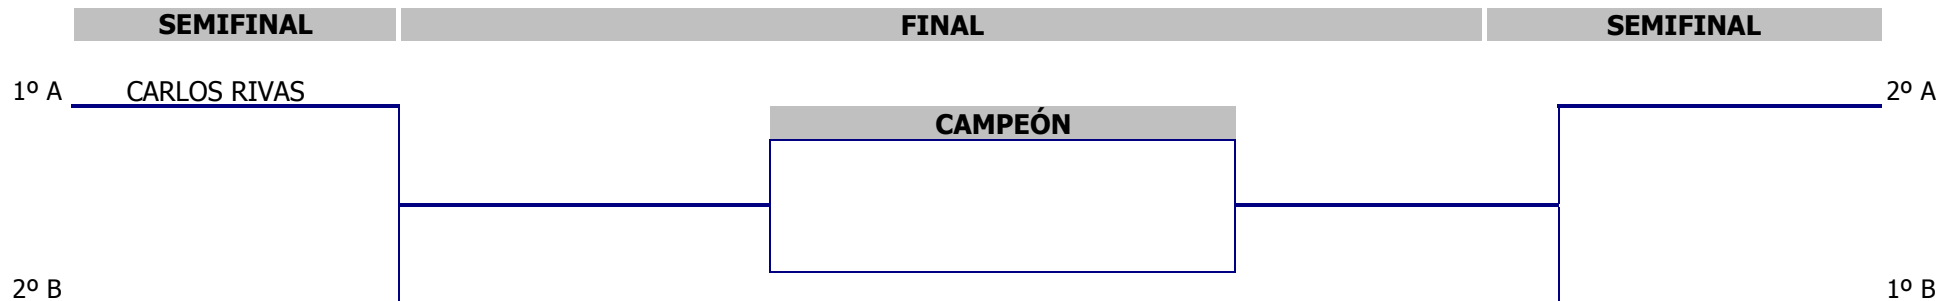 SEMIFINAL FINAL SEMIFINAL
1º A CARLOS RIVAS 2º A
CAMPEÓN
2º B 1º B